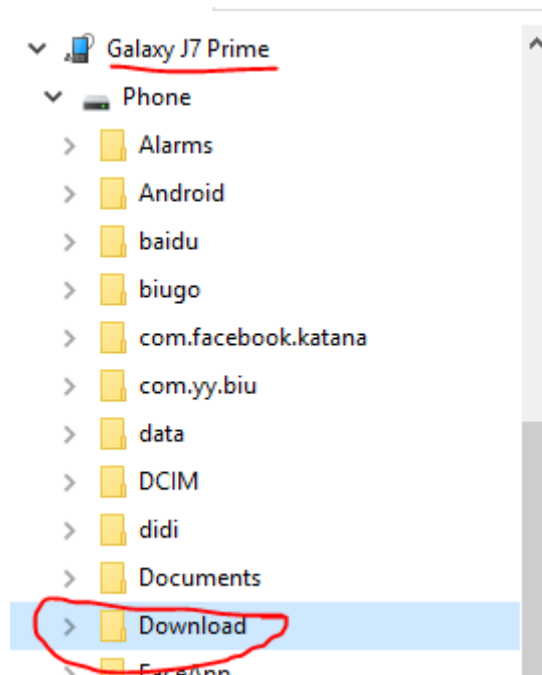 Galaxy J7 Prime
Phone
Alarms
Android
baidu
biugo
com.facebook.katana
com.yy.biu
data
DCIM
didi
Documents
Download
FaceApp